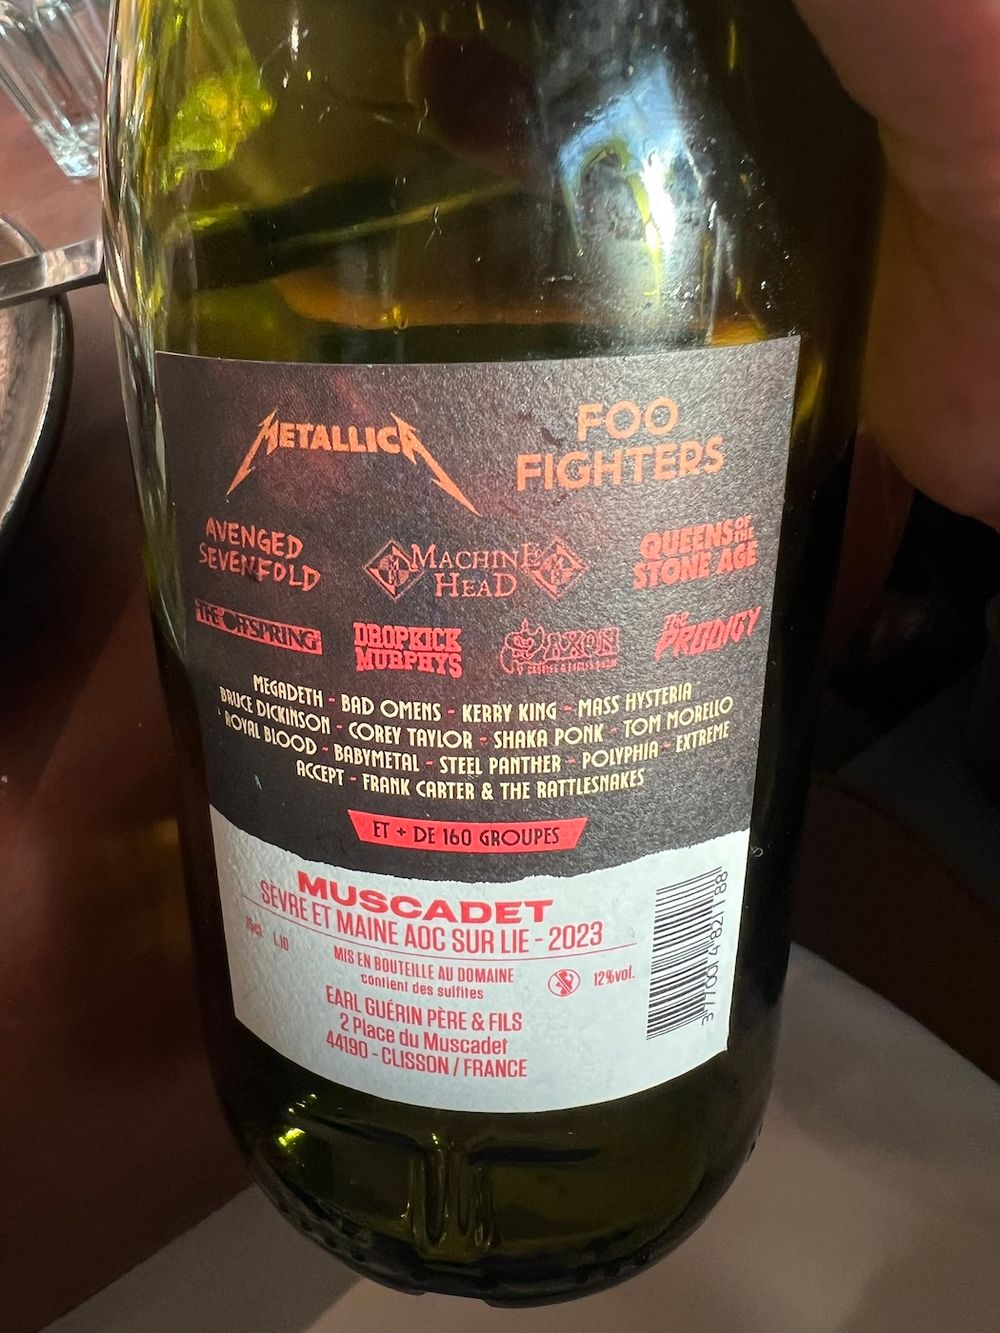 METALLICA
FOO
FIGHTERS
AVENGED
SEVENFOLD
MACHINE
HEAD
QUEENS OF THE
STONE AGE
THE OFFSPRING
DROPKICK
MURPHYS
SAXON
THE
PRODIGY
MEGADETH - BAD OMENS - KERRY KING - MASS HYSTERIA
BRUCE DICKINSON - COREY TAYLOR - SHAKA PONK - TOM MORELLO
ROYAL BLOOD - BABYMETAL - STEEL PANTHER - POLYPHIA - EXTREME
ACCEPT - FRANK CARTER & THE RATTLESNAKES
ET + DE 160 GROUPES
MUSCADET
SÈVRE ET MAINE AOC SUR LIE - 2023
75cl L.10
MIS EN BOUTEILLE AU DOMAINE
contient des sulfites
12%vol.
EARL GUÉRIN PÈRE & FILS
2 Place du Muscadet
44190 - CLISSON / FRANCE
3 770014 821188